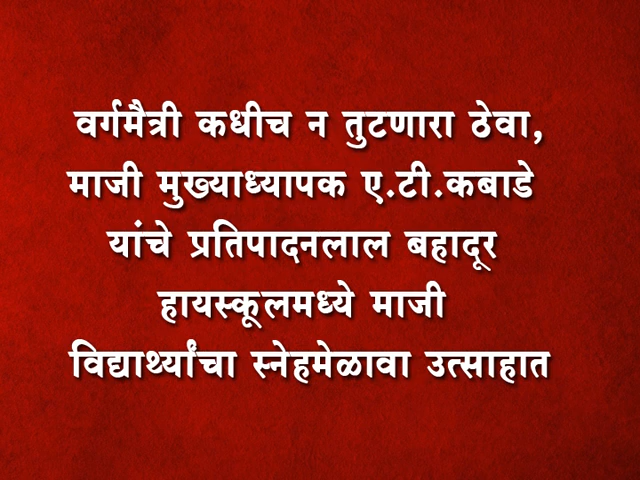 वर्गमैत्री कधीच न तुटणारा ठेवा,
माजी मुख्याध्यापक ए.टी.कबाडे
यांचे प्रतिपादनलाल बहादूर
हायस्कूलमध्ये माजी
विद्यार्थ्यांचा स्नेहमेळावा उत्साहात